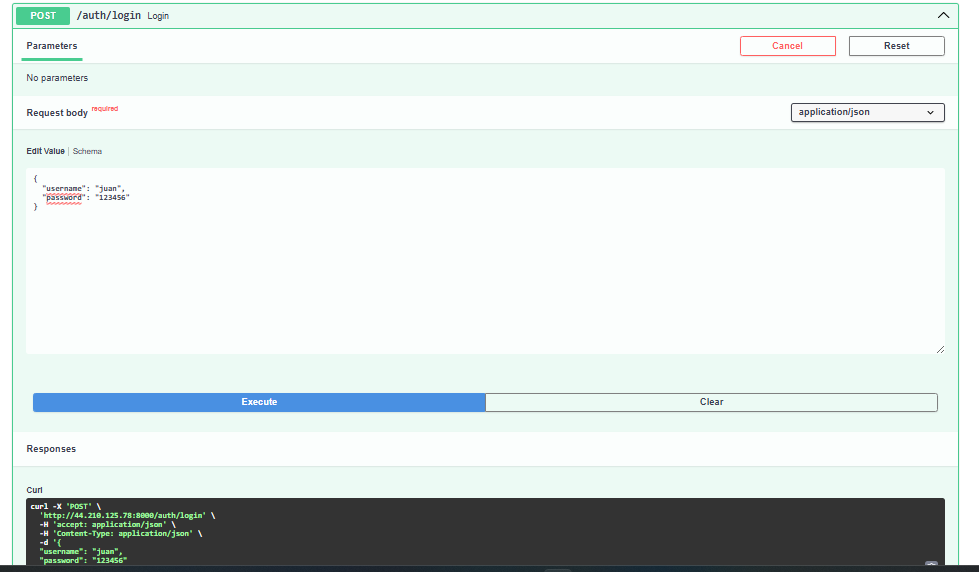 POST /auth/login Login
Parameters
Cancel
Reset
No parameters
Request body required
application/json
Edit Value | Schema
{
  "username": "juan",
  "password": "123456"
}
Execute
Clear
Responses
Curl
curl -X 'POST' \
  'http://44.210.125.78:8000/auth/login' \
  -H 'accept: application/json' \
  -H 'Content-Type: application/json' \
  -d '{
  "username": "juan",
  "password": "123456"